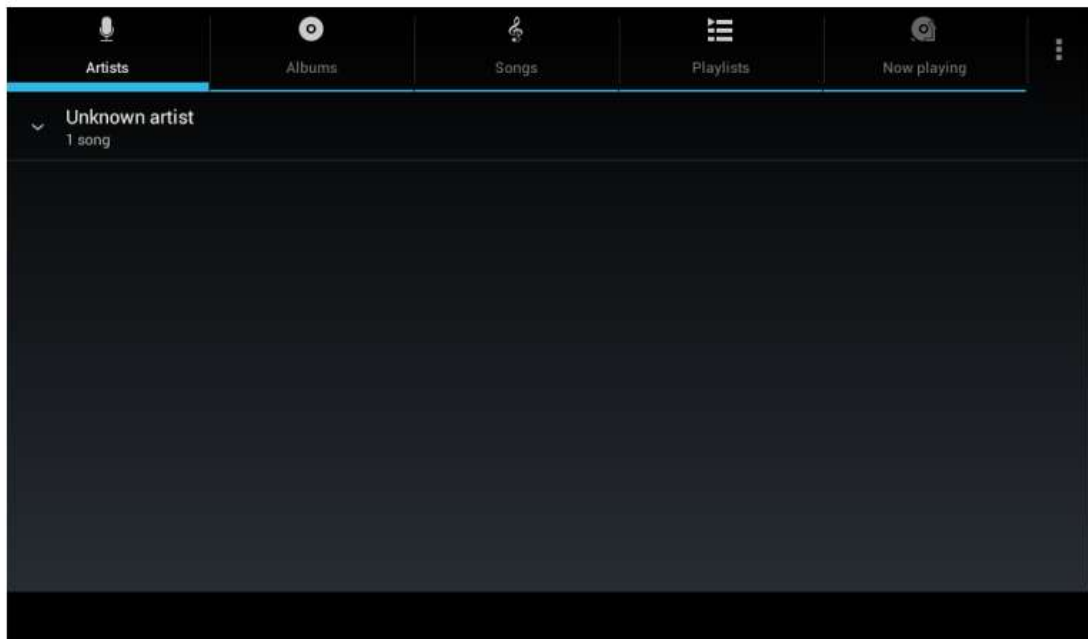 Artists
Albums
Songs
Playlists
Now playing
Unknown artist
1 song